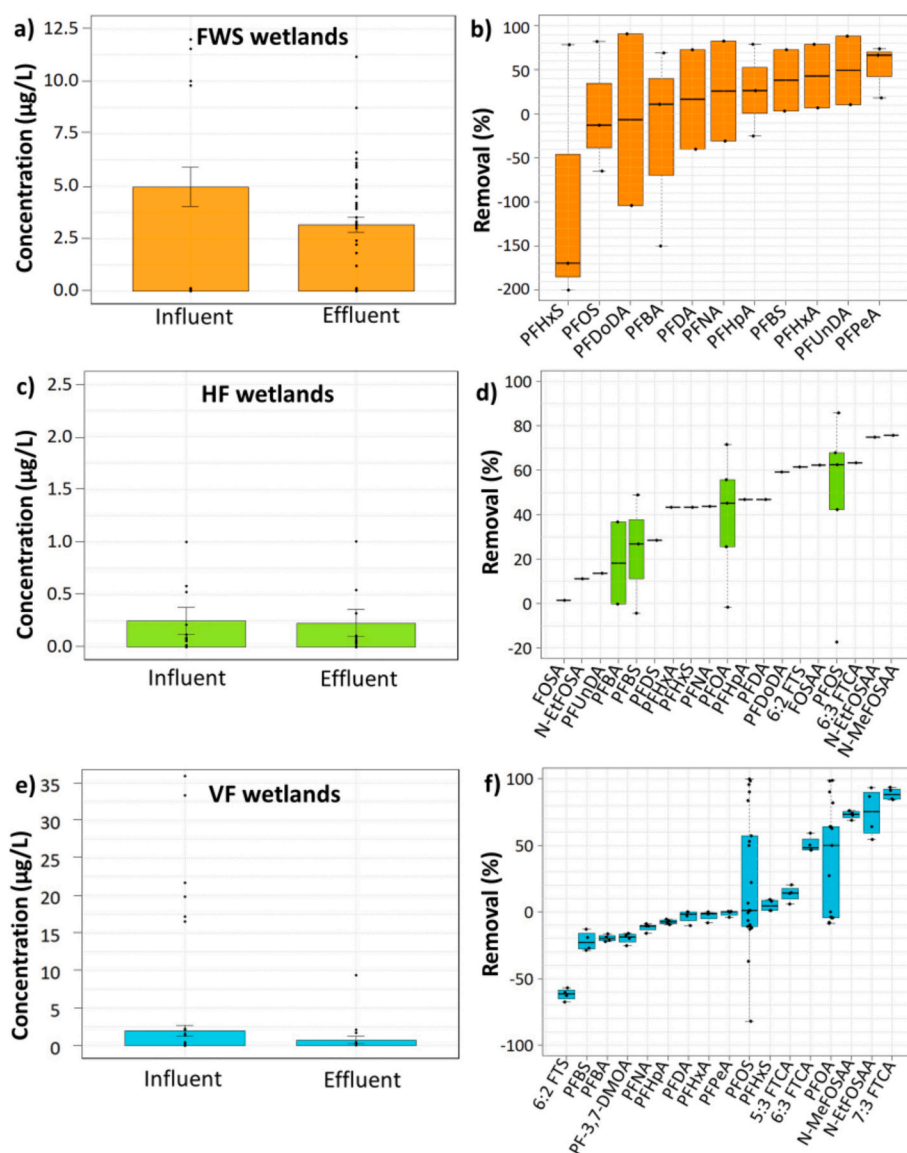 a)
FWS wetlands
Concentration (µg/L)
12.5
10.0
7.5
5.0
2.5
0.0
Influent
Effluent
b)
Removal (%)
100
50
0
-50
-100
-150
-200
PFHxS
PFOS
PFDoDA
PFBA
PFDA
PFNA
PFHpA
PFBS
PFHxA
PFUnDA
PFPeA
c)
HF wetlands
Concentration (µg/L)
2.5
2.0
1.5
1.0
0.5
0.0
Influent
Effluent
d)
Removal (%)
100
80
60
40
20
0
-20
FOSA
N-EtFOSA
PFUnDA
PFBA
PFBS
PFDS
PFHxA
PFHxS
PFNA
PFOA
PFHpA
PFDA
PFDoDA
6:2 FTS
FOSAA
PFOS
6:3 FTCA
N-EtFOSAA
N-MeFOSAA
e)
VF wetlands
Concentration (µg/L)
35
30
25
20
15
10
5
0
Influent
Effluent
f)
Removal (%)
100
50
0
-50
-100
6:2 FTS
PFBS
PFBA
PF-3,7-DMOA
PFNA
PFHpA
PFDA
PFHxA
PFPeA
PFOS
PFHxS
5:3 FTCA
6:3 FTCA
PFOA
N-MeFOSAA
N-EtFOSAA
7:3 FTCA